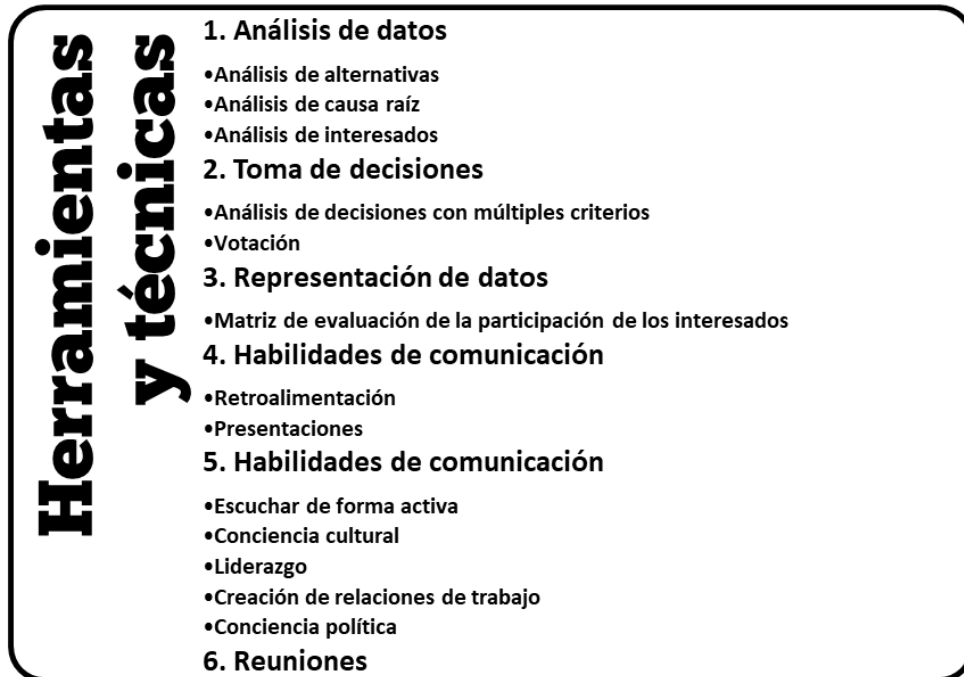 Herramientas
y técnicas
1. Análisis de datos
•Análisis de alternativas
•Análisis de causa raíz
•Análisis de interesados
2. Toma de decisiones
•Análisis de decisiones con múltiples criterios
•Votación
3. Representación de datos
•Matriz de evaluación de la participación de los interesados
4. Habilidades de comunicación
•Retroalimentación
•Presentaciones
5. Habilidades de comunicación
•Escuchar de forma activa
•Conciencia cultural
•Liderazgo
•Creación de relaciones de trabajo
•Conciencia política
6. Reuniones